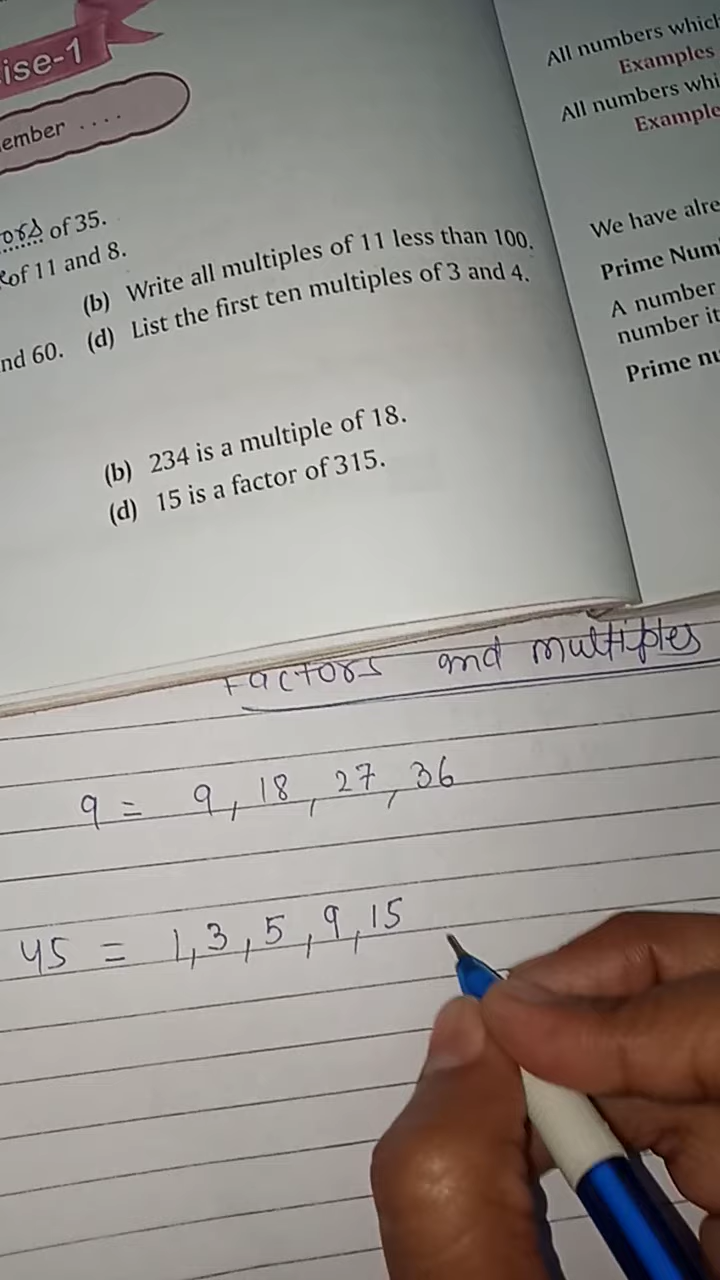 ise-1
ember ....
ors of 35.
of 11 and 8.
(b) Write all multiples of 11 less than 100.
nd 60. (d) List the first ten multiples of 3 and 4.
(b) 234 is a multiple of 18.
(d) 15 is a factor of 315.
All numbers which
Examples
All numbers whi
Example
We have alre
Prime Num
A number
number it
Prime nu
Factors and multiples
9 = 9, 18, 27, 36
45 = 1, 3, 5, 9, 15